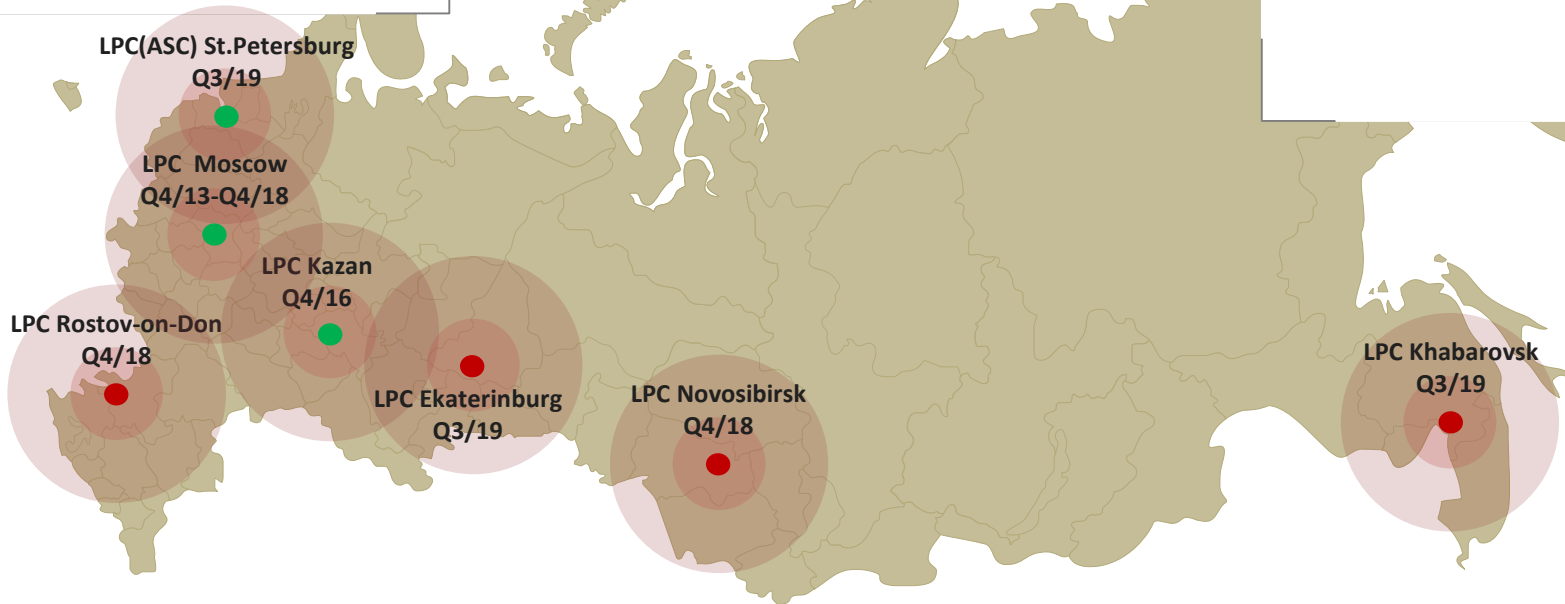 LPC(ASC) St.Petersburg
Q3/19
LPC Moscow
Q4/13-Q4/18
LPC Kazan
Q4/16
LPC Rostov-on-Don
Q4/18
LPC Ekaterinburg
Q3/19
LPC Novosibirsk
Q4/18
LPC Khabarovsk
Q3/19